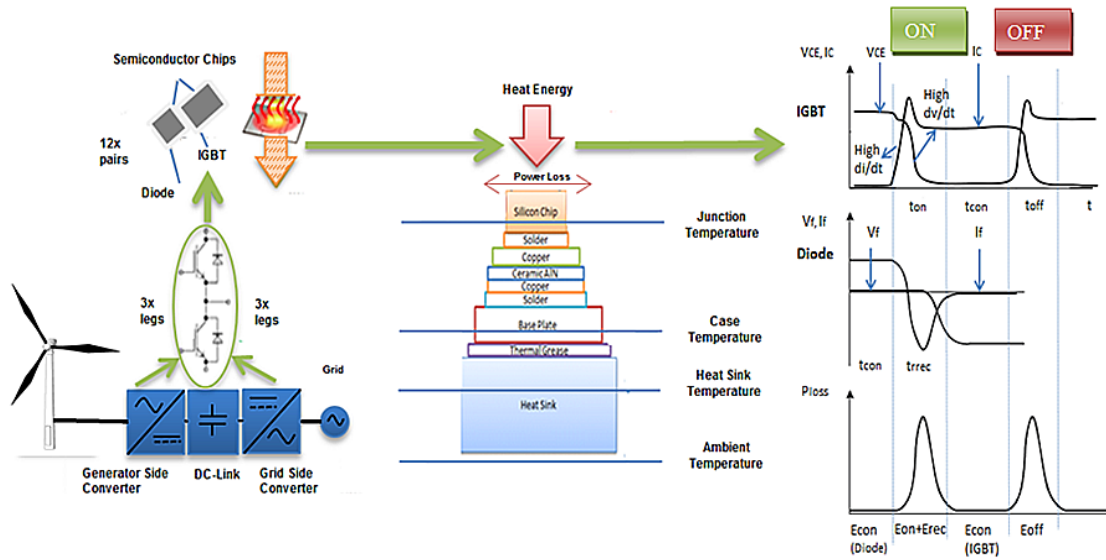 Semiconductor Chips
12x
pairs
IGBT
Diode
3x
legs
3x
legs
Grid
Generator Side
Converter
DC-Link
Grid Side
Converter
Heat Energy
Power Loss
Silicon Chip
Solder
Copper
Ceramic AlN
Copper
Solder
Base Plate
Thermal Grease
Heat Sink
Junction
Temperature
Case
Temperature
Heat Sink
Temperature
Ambient
Temperature
ON
OFF
VCE, IC
VCE
IC
IGBT
High
dv/dt
High
di/dt
ton
tcon
toff
t
Vf, If
Vf
If
Diode
tcon
trrec
Ploss
Econ
(Diode)
Eon+Erec
Econ
(IGBT)
Eoff